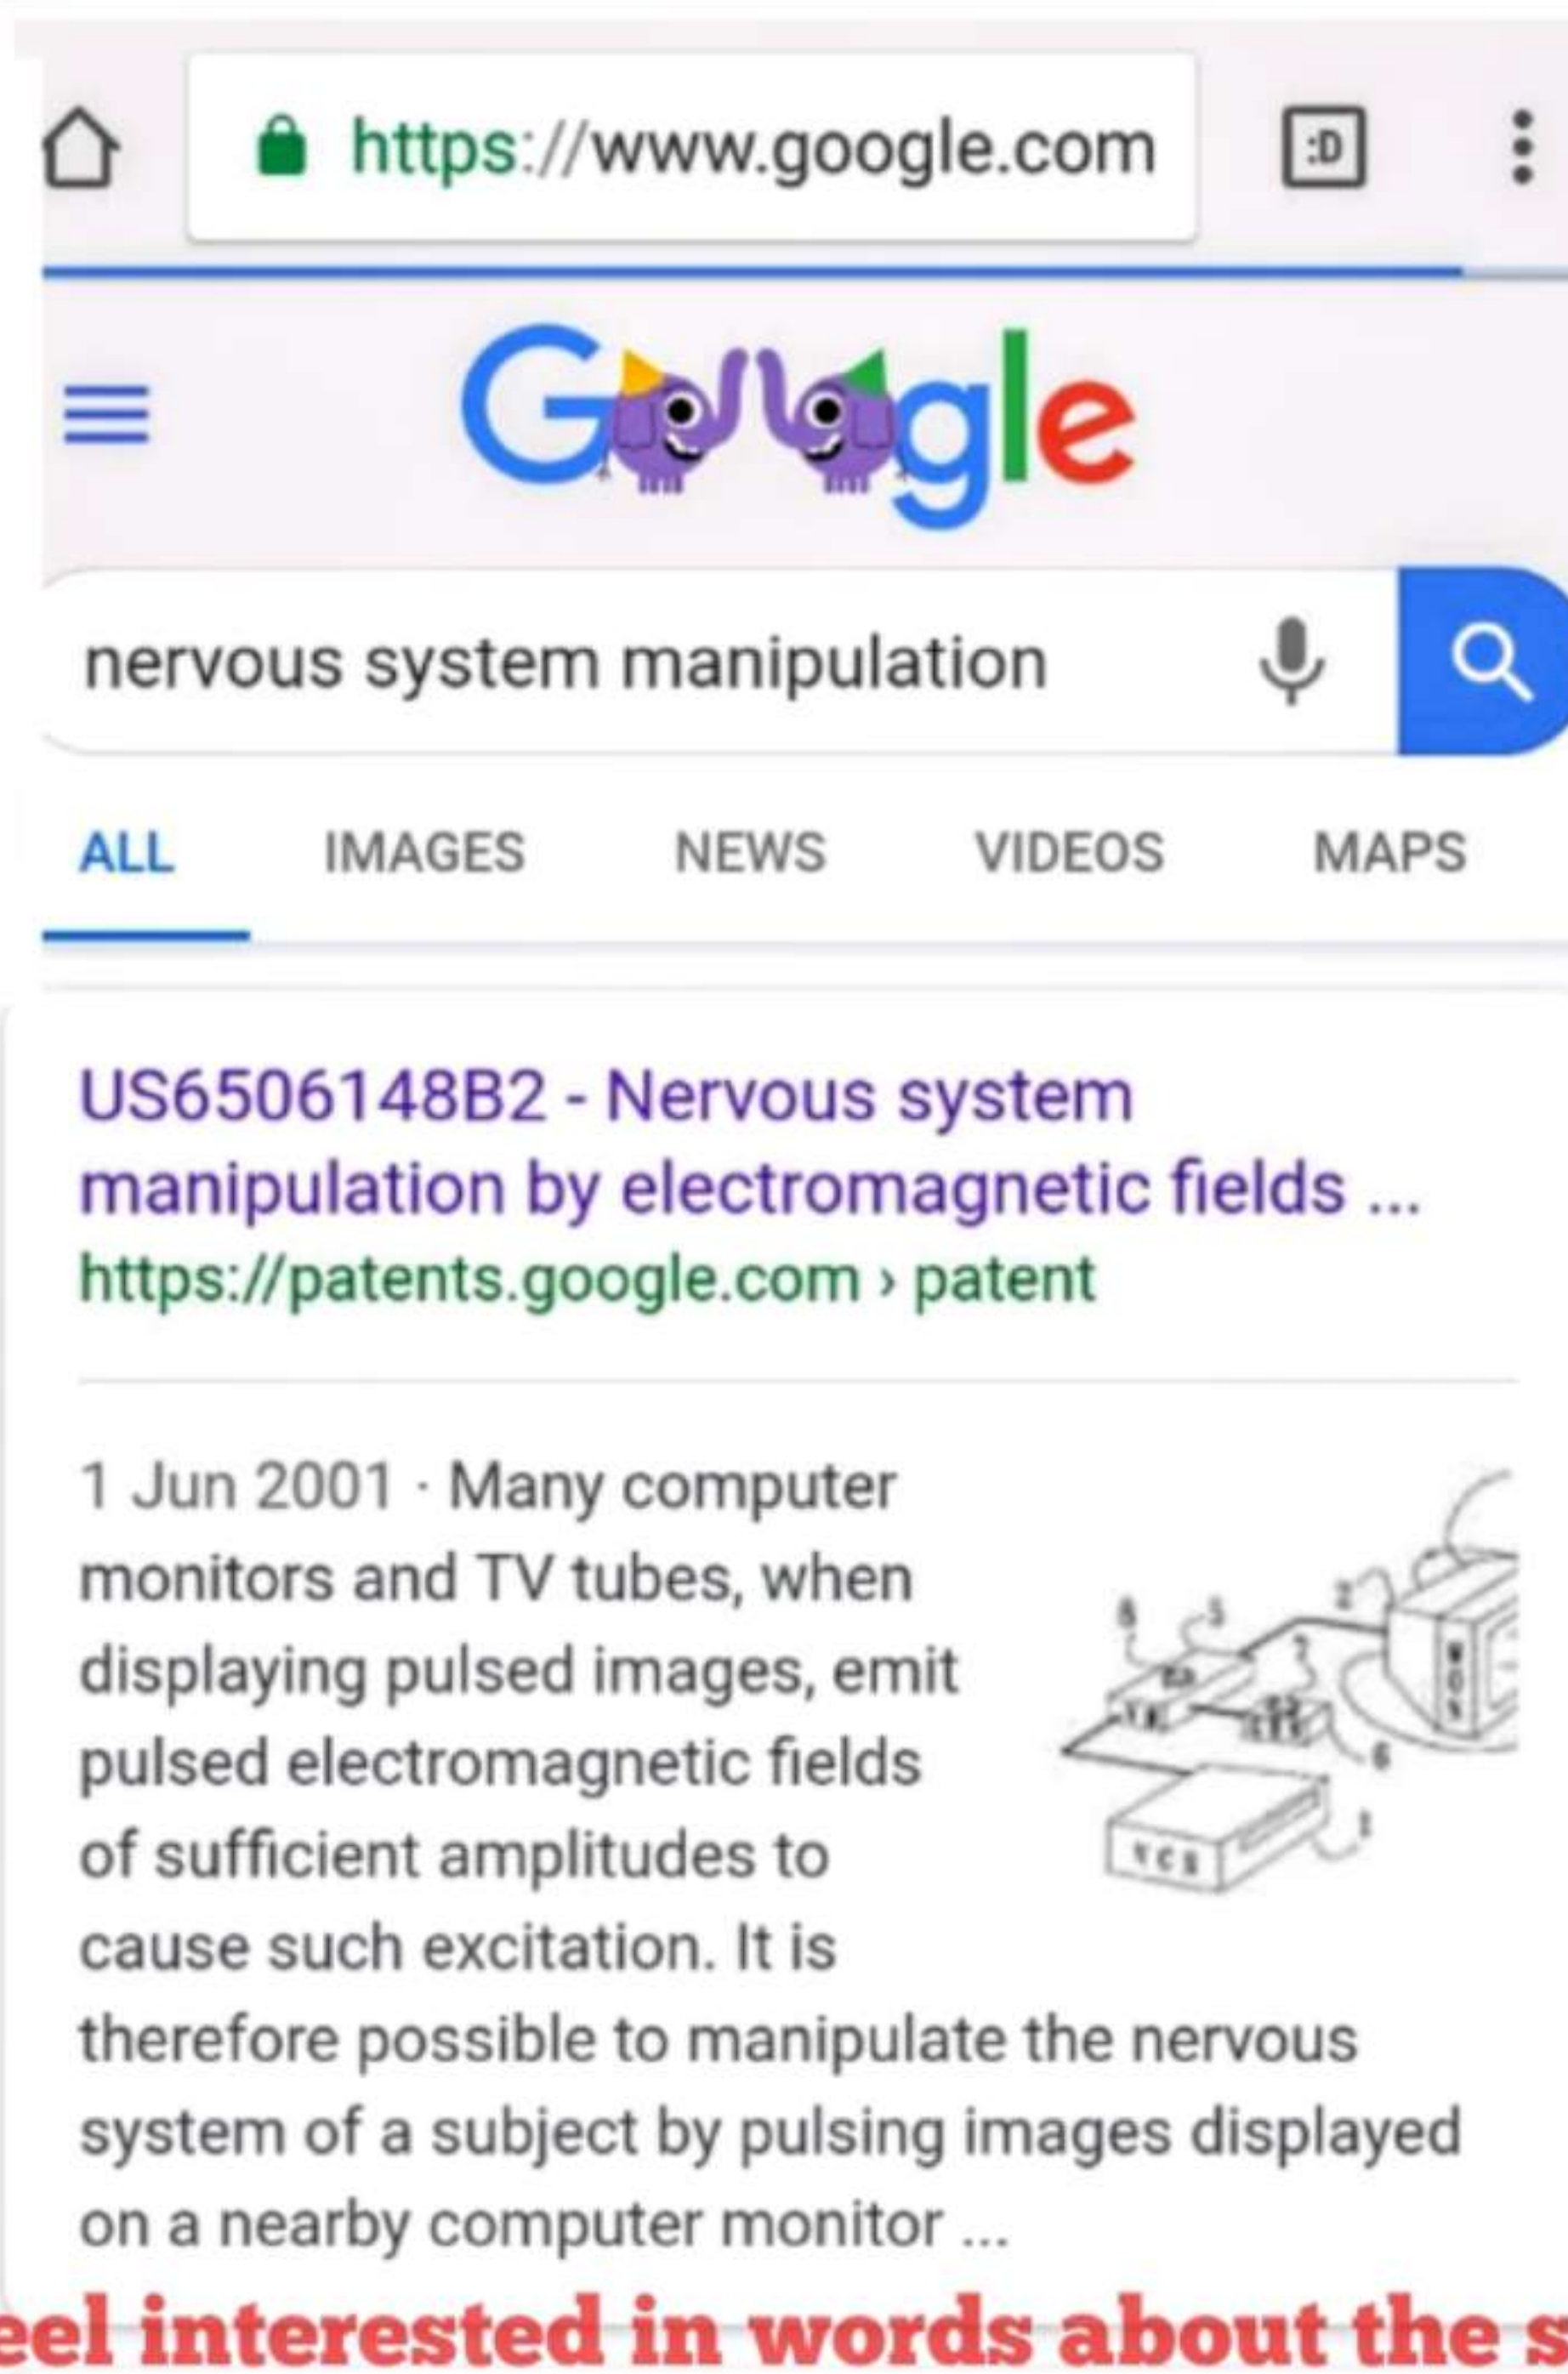 https://www.google.com :D
Google
nervous system manipulation
ALL IMAGES NEWS VIDEOS MAPS
US6506148B2 - Nervous system
manipulation by electromagnetic fields ...
https://patents.google.com › patent
1 Jun 2001 · Many computer
monitors and TV tubes, when
displaying pulsed images, emit
pulsed electromagnetic fields
of sufficient amplitudes to
cause such excitation. It is
therefore possible to manipulate the nervous
system of a subject by pulsing images displayed
on a nearby computer monitor ...
interested in words about the